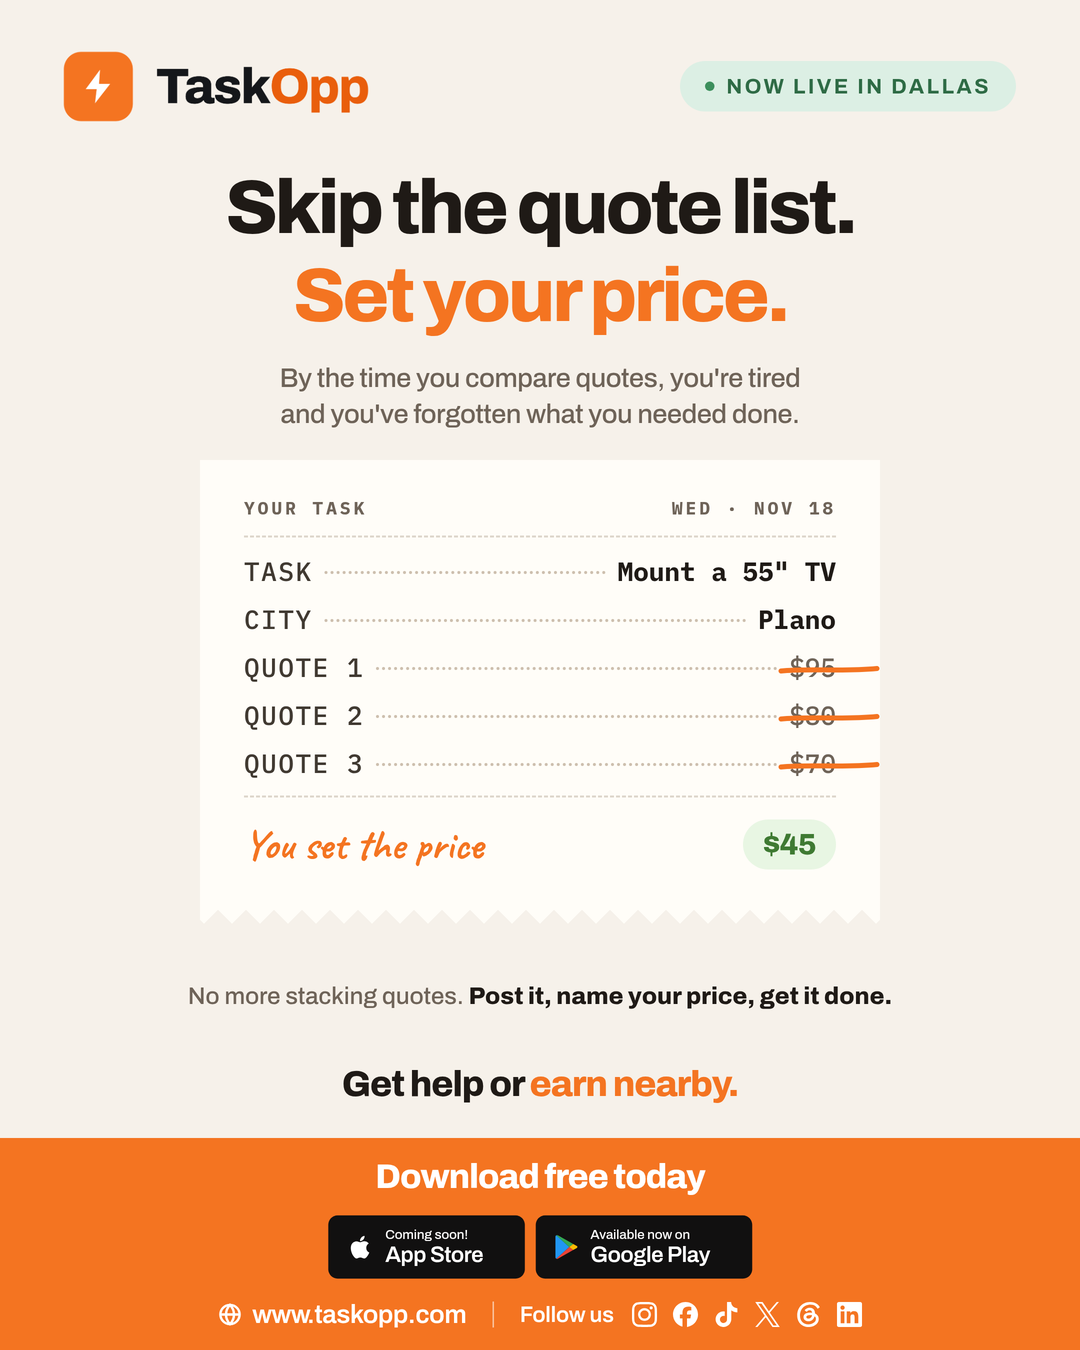 TaskOpp
NOW LIVE IN DALLAS
Skip the quote list.
Set your price.
By the time you compare quotes, you're tired
and you've forgotten what you needed done.
YOUR TASK WED · NOV 18
TASK Mount a 55" TV
CITY Plano
QUOTE 1 $95
QUOTE 2 $80
QUOTE 3 $70
You set the price $45
No more stacking quotes. Post it, name your price, get it done.
Get help or earn nearby.
Download free today
Coming soon!
App Store
Available now on
Google Play
www.taskopp.com Follow us